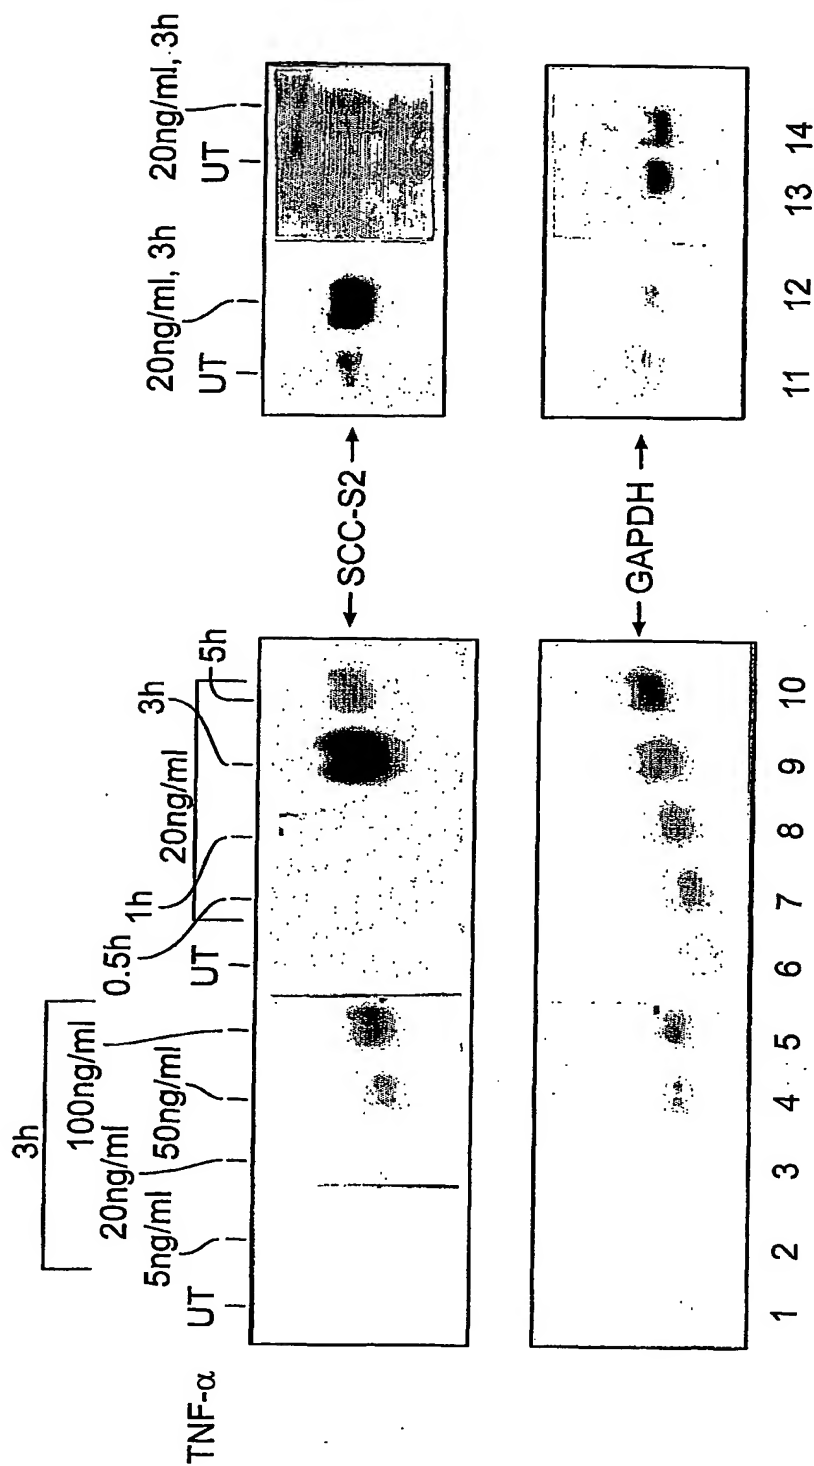 TNF-α
3h
UT
5ng/ml
20ng/ml
50ng/ml
100ng/ml
20ng/ml
UT
0.5h
1h
3h
5h
UT
20ng/ml, 3h
UT
20ng/ml, 3h
SCC-S2
GAPDH
1 2 3 4 5 6 7 8 9 10 11 12 13 14